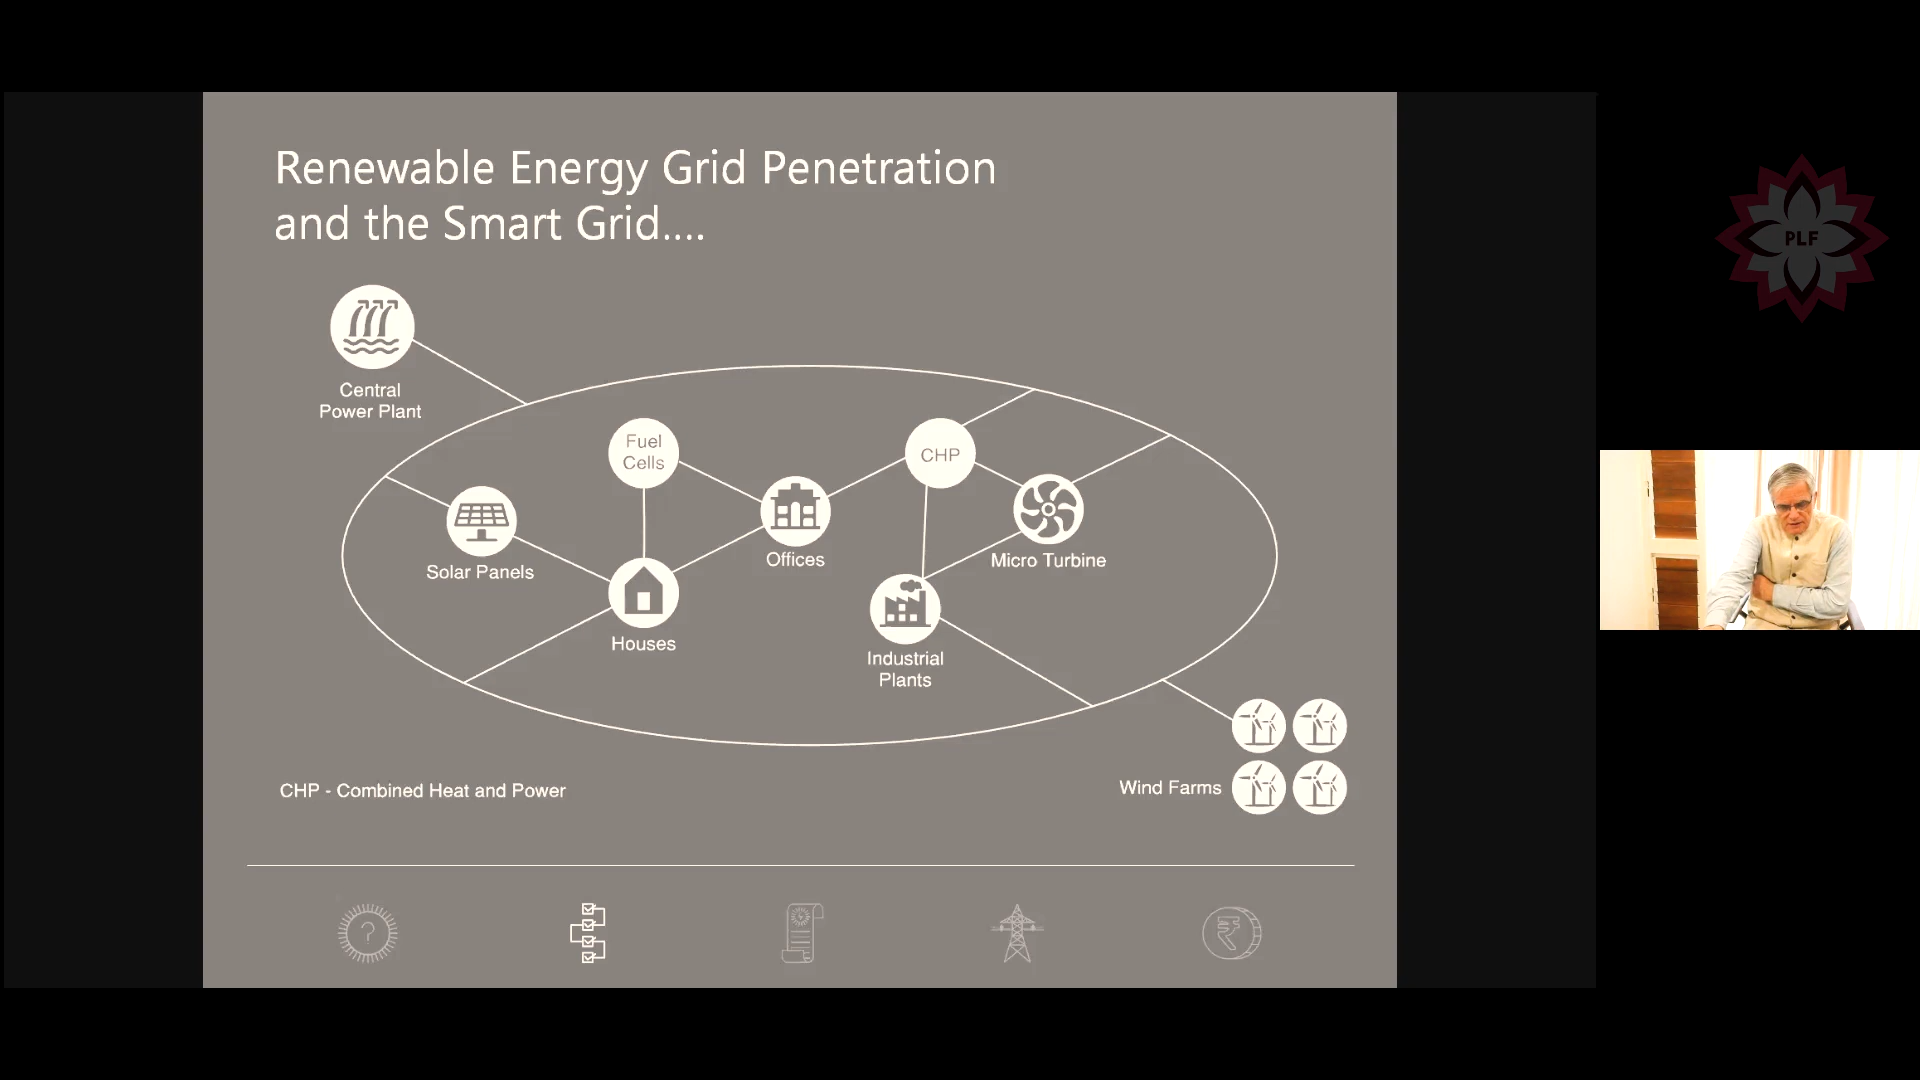 Renewable Energy Grid Penetration
and the Smart Grid....
Central
Power Plant
Fuel
Cells
CHP
Solar Panels
Offices
Micro Turbine
Houses
Industrial
Plants
CHP - Combined Heat and Power
Wind Farms
?
₹
PLF